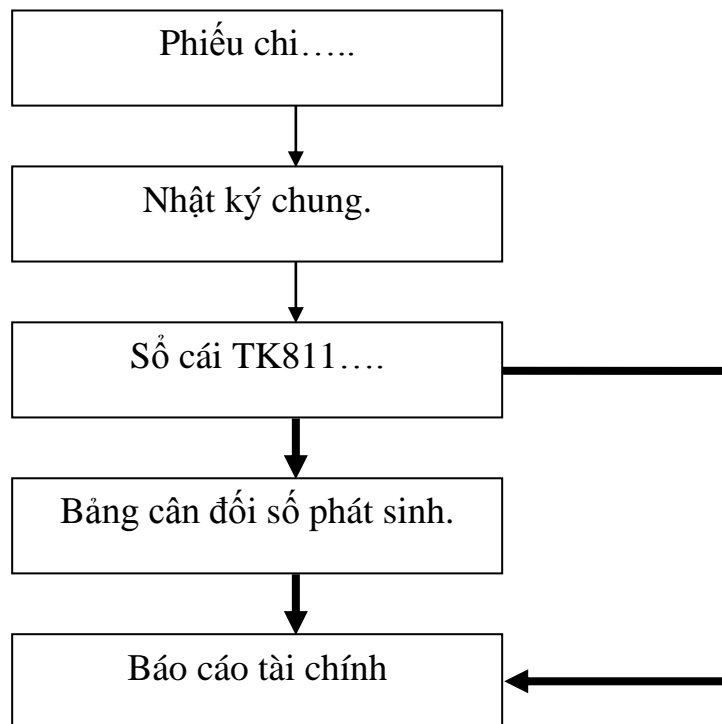 Phiếu chi…..
Nhật ký chung.
Sổ cái TK811….
Bảng cân đối số phát sinh.
Báo cáo tài chính